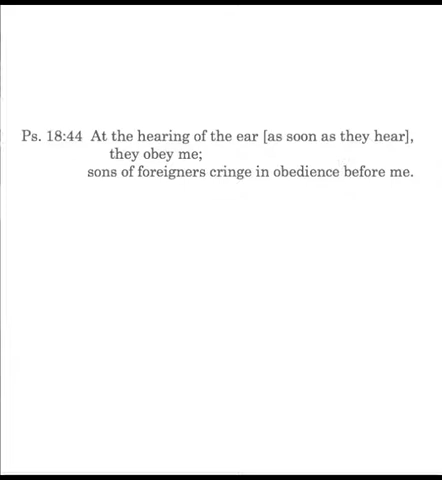 Ps. 18:44 At the hearing of the ear [as soon as they hear],
they obey me;
sons of foreigners cringe in obedience before me.